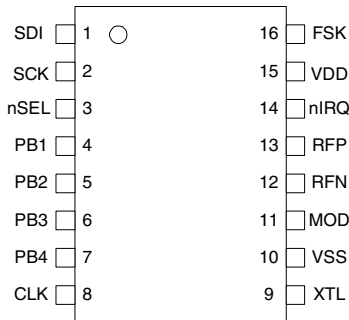 SDI 1 16 FSK
SCK 2 15 VDD
nSEL 3 14 nIRQ
PB1 4 13 RFP
PB2 5 12 RFN
PB3 6 11 MOD
PB4 7 10 VSS
CLK 8 9 XTL